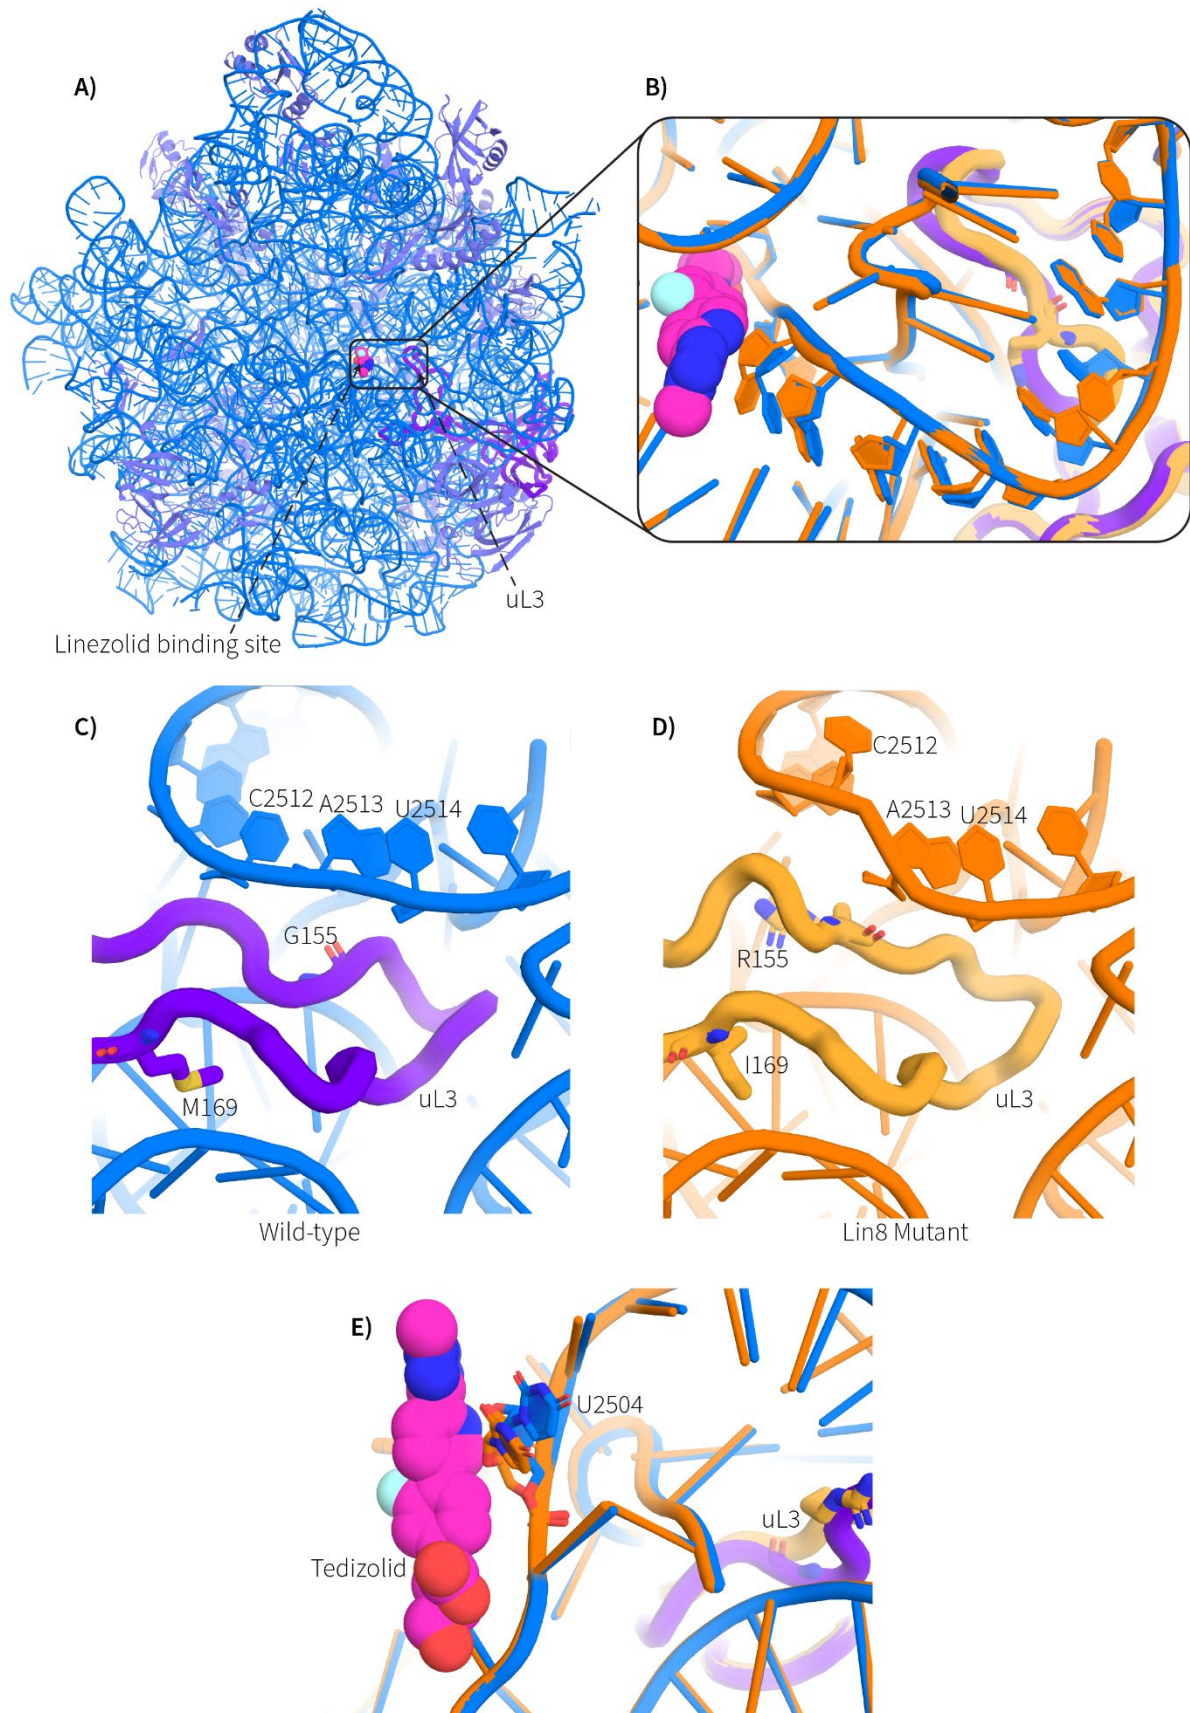 A)
B)
uL3
Linezolid binding site
C)
C2512
A2513
U2514
G155
M169
uL3
Wild-type
D)
C2512
A2513
U2514
R155
I169
uL3
Lin8 Mutant
E)
U2504
uL3
Tedizolid